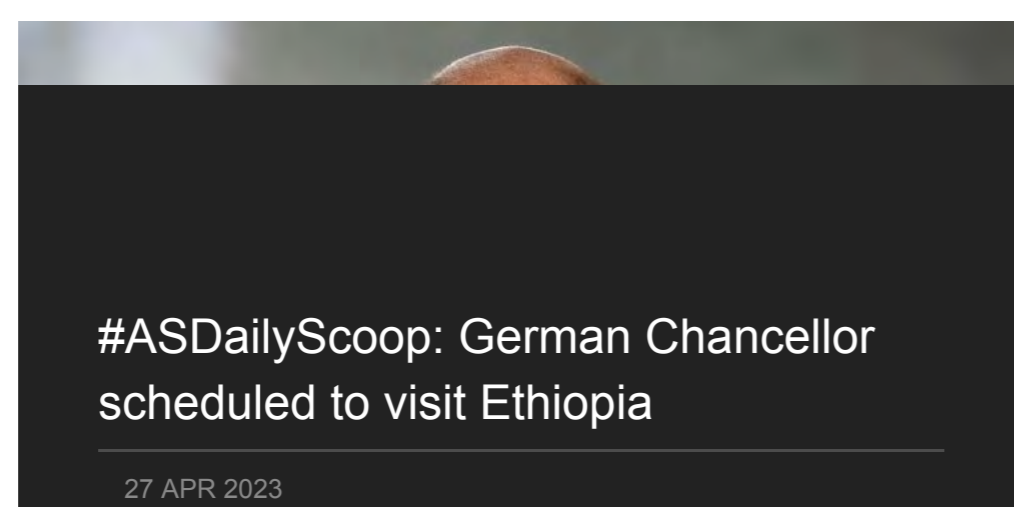 #ASDailyScoop: German Chancellor
scheduled to visit Ethiopia
27 APR 2023